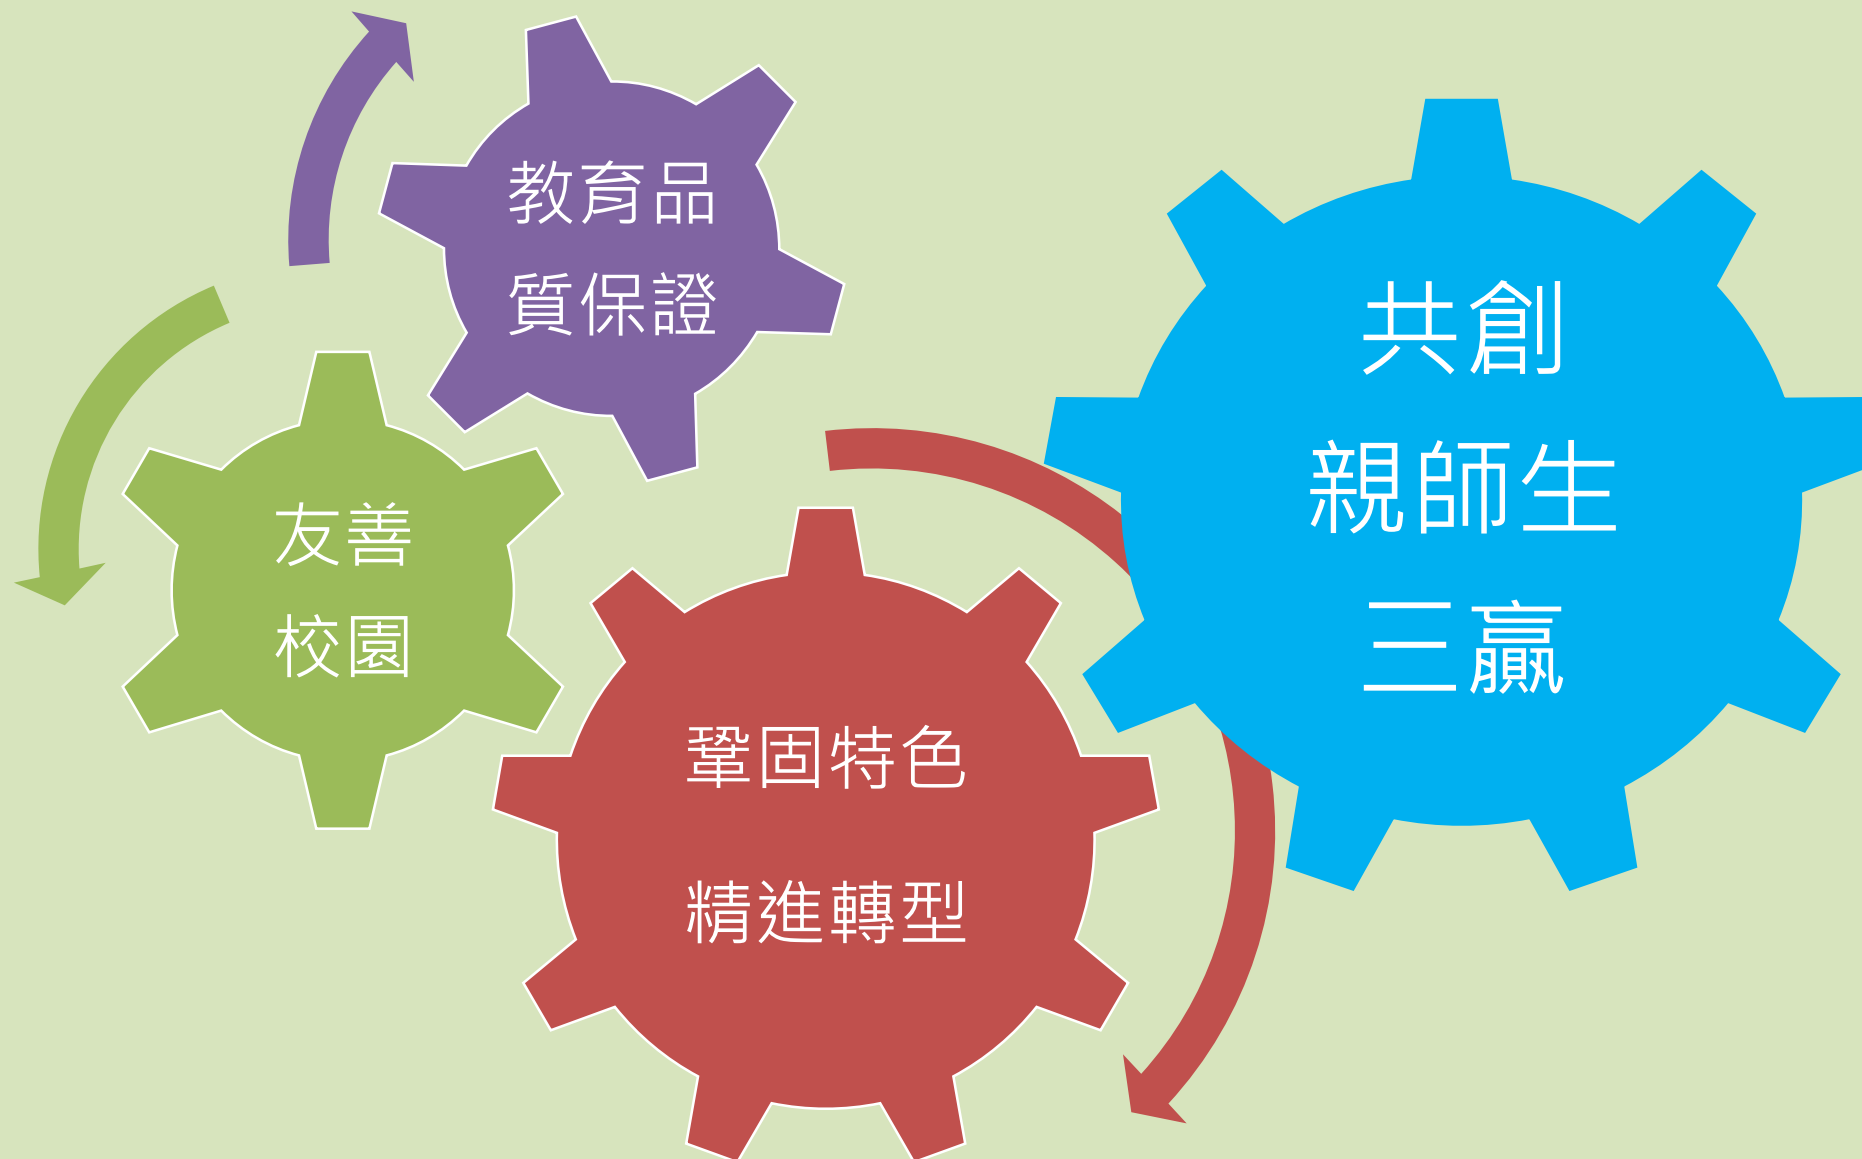 教育品
質保證
友善
校園
鞏固特色
精進轉型
共創
親師生
三贏